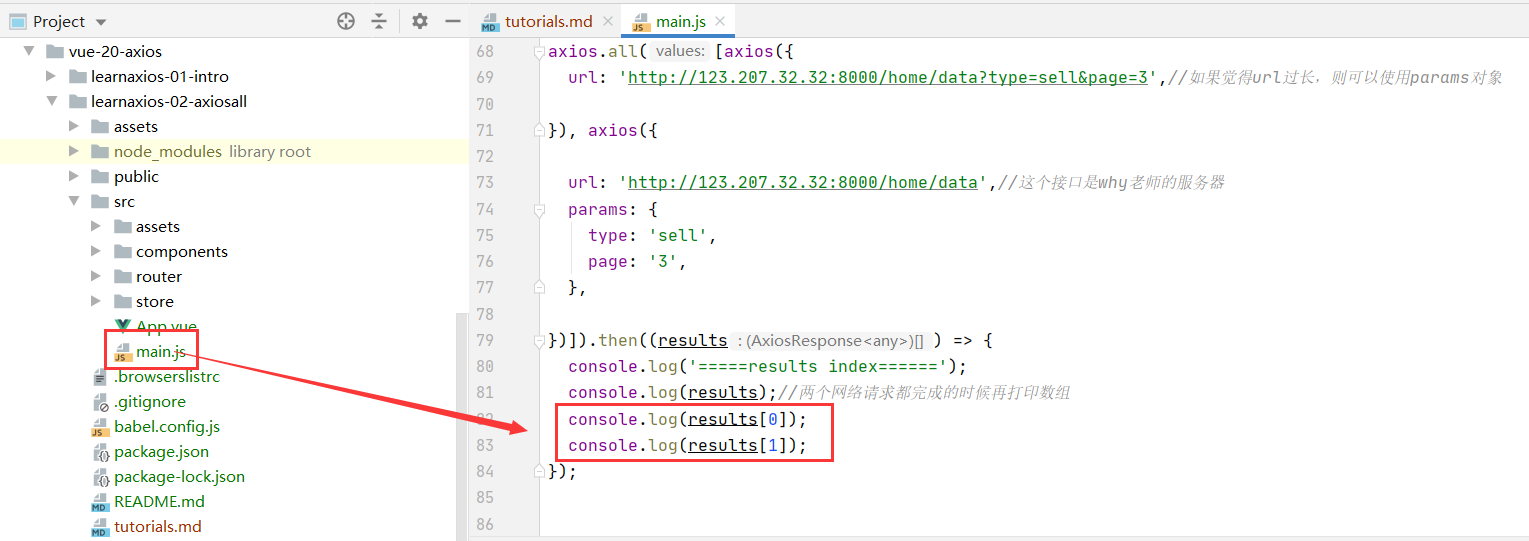 Project
tutorials.md
main.js
vue-20-axios
learnaxios-01-intro
learnaxios-02-axiosall
assets
node_modules library root
public
src
assets
components
router
store
App.vue
main.js
.browserslistrc
.gitignore
babel.config.js
package.json
package-lock.json
README.md
tutorials.md
68 axios.all( values: [axios({
69 url: 'http://123.207.32.32:8000/home/data?type=sell&page=3',//如果觉得url过长，则可以使用params对象
70
71 }), axios({
72
73 url: 'http://123.207.32.32:8000/home/data',//这个接口是why老师的服务器
74 params: {
75 type: 'sell',
76 page: '3',
77 },
78
79 })]).then((results : (AxiosResponse<any>)[] ) => {
80 console.log('=====results index======');
81 console.log(results);//两个网络请求都完成的时候再打印数组
82 console.log(results[0]);
83 console.log(results[1]);
84 });
85
86